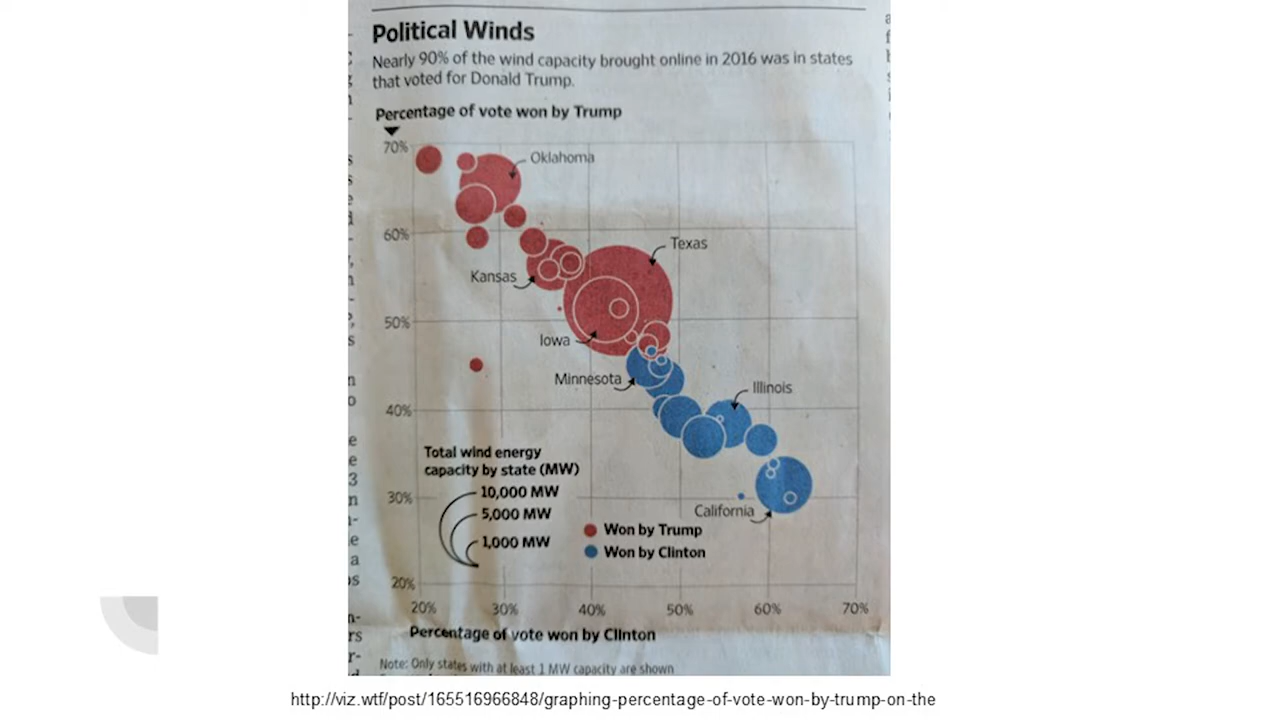 Political Winds
Nearly 90% of the wind capacity brought online in 2016 was in states
that voted for Donald Trump.
Percentage of vote won by Trump
70%
Oklahoma
60%
Texas
Kansas
50%
Iowa
Minnesota
Illinois
40%
Total wind energy
capacity by state (MW)
10,000 MW
30%
5,000 MW
California
1,000 MW
Won by Trump
Won by Clinton
20%
20% 30% 40% 50% 60% 70%
Percentage of vote won by Clinton
Note: Only states with at least 1 MW capacity are shown
http://viz.wtf/post/165516966848/graphing-percentage-of-vote-won-by-trump-on-the